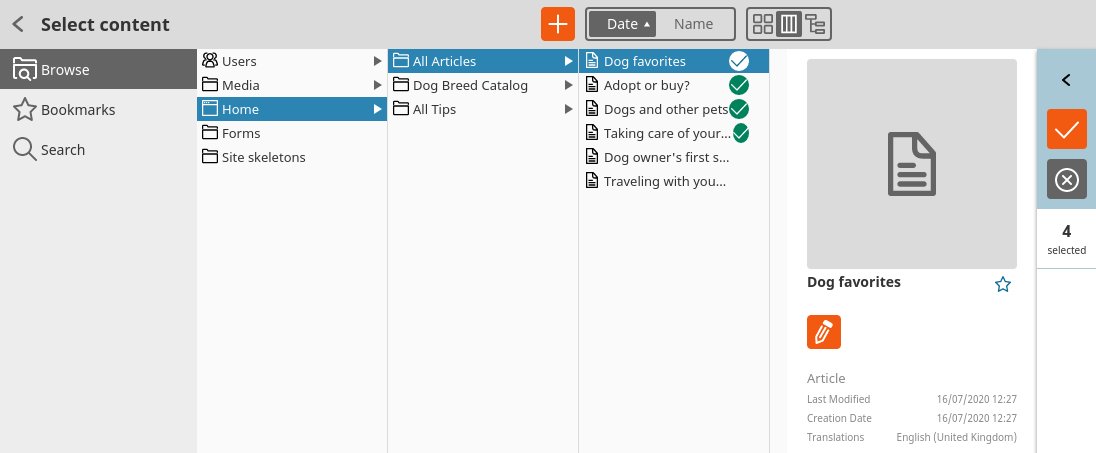 Select content
Date
Name
Browse
Bookmarks
Search
Users
Media
Home
Forms
Site skeletons
All Articles
Dog Breed Catalog
All Tips
Dog favorites
Adopt or buy?
Dogs and other pets
Taking care of your...
Dog owner's first s...
Traveling with you...
Dog favorites
Article
Last Modified 16/07/2020 12:27
Creation Date 16/07/2020 12:27
Translations English (United Kingdom)
4
selected